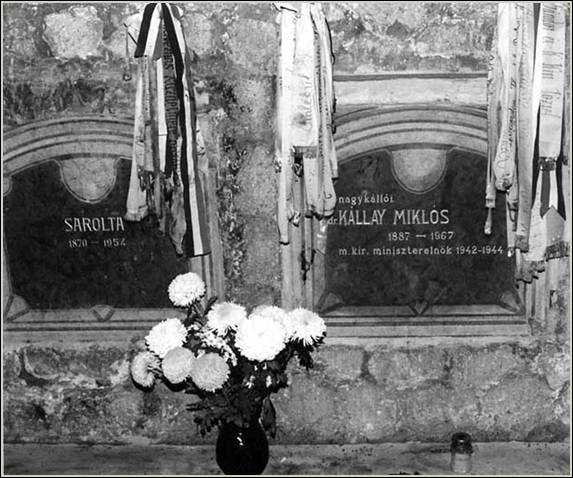 SAROLTA
1870 — 1954
nagykállói
dr. KÁLLAY MIKLÓS
1887 — 1967
m. kir. miniszterelnök 1942-1944